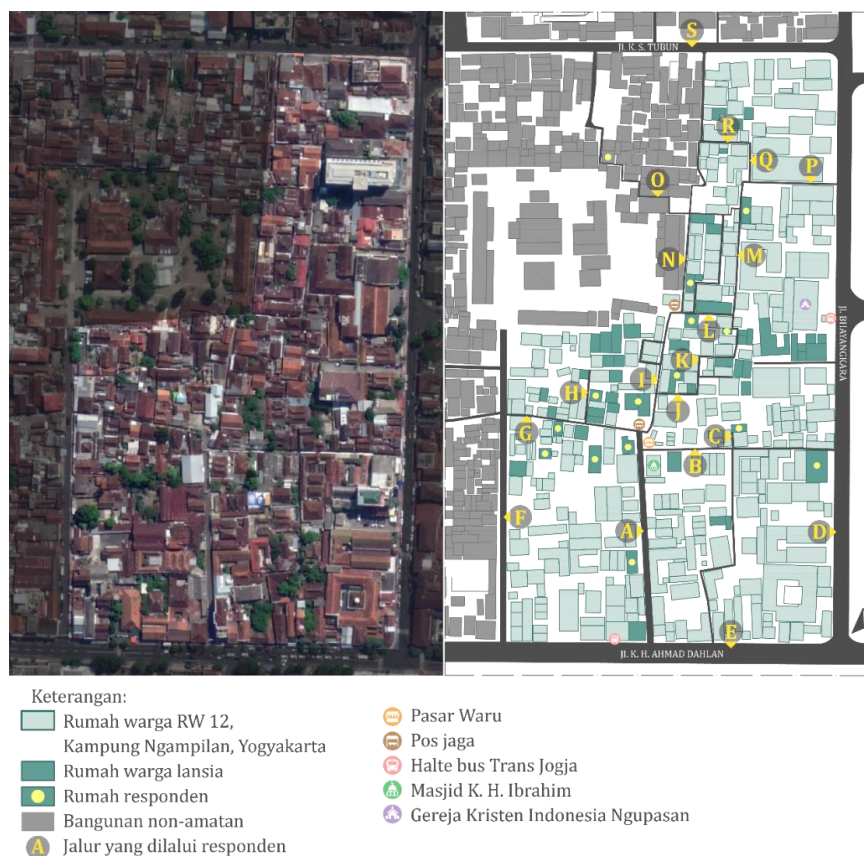 S
JL. K. S. TUBUN
R
Q
P
O
N
M
L
K
I
H
J
G
C
B
F
A
D
E
JL. BHAYANGKARA
JL. K. H. AHMAD DAHLAN
Keterangan:
Rumah warga RW 12,
Kampung Ngampilan, Yogyakarta
Rumah warga lansia
Rumah responden
Bangunan non-amatan
A Jalur yang dilalui responden
Pasar Waru
Pos jaga
Halte bus Trans Jogja
Masjid K. H. Ibrahim
Gereja Kristen Indonesia Ngupasan